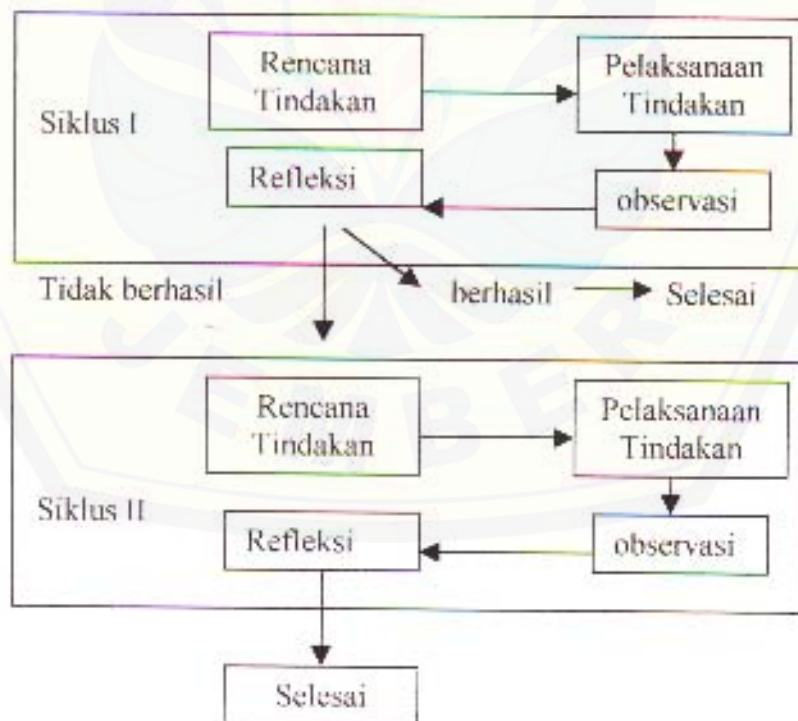 Rencana
Tindakan
Pelaksanaan
Tindakan
Siklus I
Refleksi
observasi
Tidak berhasil
berhasil
Selesai
JEMBER
Rencana
Tindakan
Pelaksanaan
Tindakan
Siklus II
Refleksi
observasi
Selesai